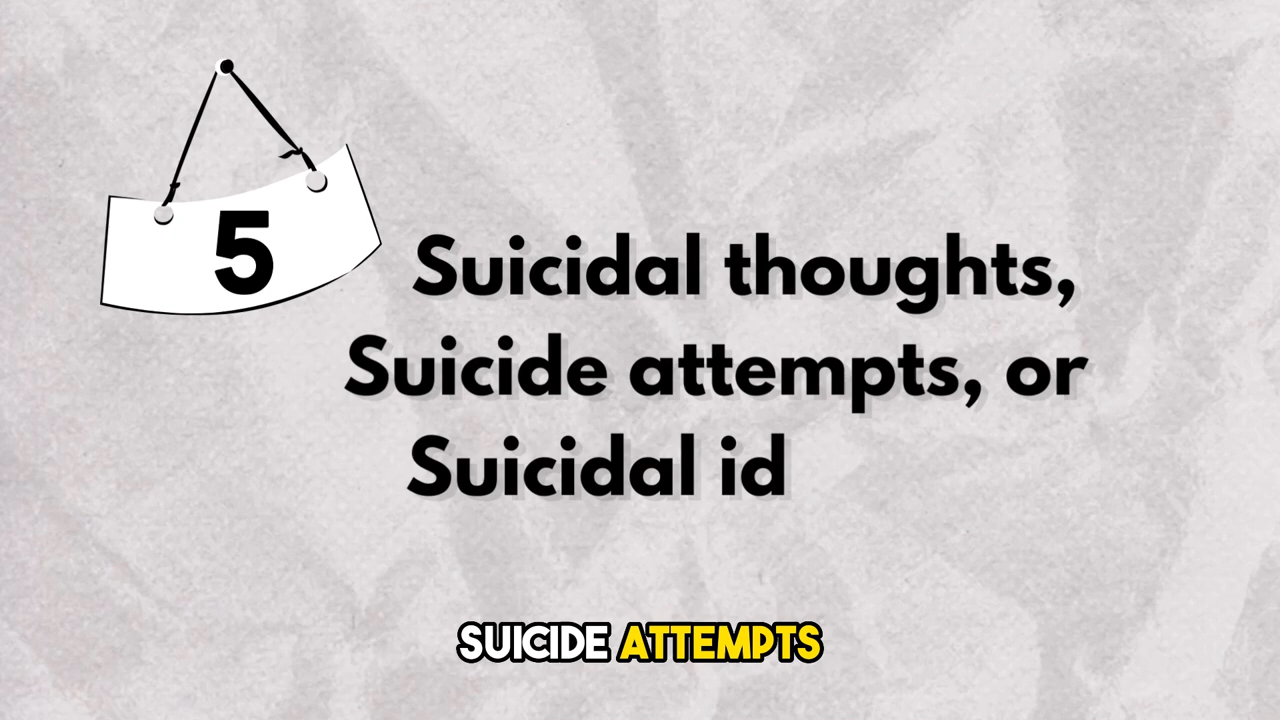 5
Suicidal thoughts,
Suicide attempts, or
Suicidal id
SUICIDE ATTEMPTS